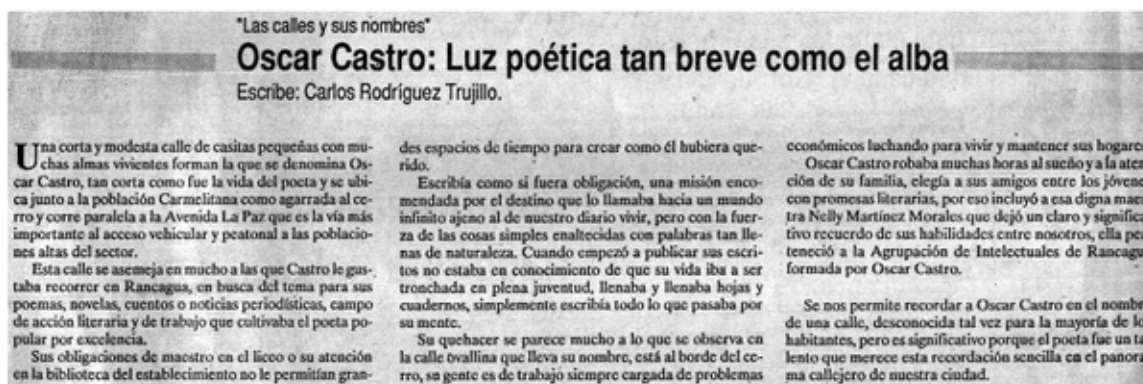 "Las calles y sus nombres"
Oscar Castro: Luz poética tan breve como el alba
Escribe: Carlos Rodríguez Trujillo.
Una corta y modesta calle de casitas pequeñas con mu-
chas almas vivientes forman la que se denomina Os-
car Castro, tan corta como fue la vida del poeta y se ubi-
ca junto a la población Carmelitana como agarrada al ce-
rro y corre paralela a la Avenida La Paz que es la vía más
importante al acceso vehicular y peatonal a las poblacio-
nes altas del sector.
Esta calle se asemeja en mucho a las que Castro le gus-
taba recorrer en Rancagua, en busca del tema para sus
poemas, novelas, cuentos o noticias periodísticas, campo
de acción literaria y de trabajo que cultivaba el poeta po-
pular por excelencia.
Sus obligaciones de maestro en el liceo o su atención
en la biblioteca del establecimiento no le permitían gran-
des espacios de tiempo para crear como él hubiera que-
rido.
Escribía como si fuera obligación, una misión enco-
mendada por el destino que lo llamaba hacia un mundo
infinito ajeno al de nuestro diario vivir, pero con la fuer-
za de las cosas simples enaltecidas con palabras tan lle-
nas de naturaleza. Cuando empezó a publicar sus escri-
tos no estaba en conocimiento de que su vida iba a ser
tronchada en plena juventud, llenaba y llenaba hojas y
cuadernos, simplemente escribía todo lo que pasaba por
su mente.
Su quehacer se parece mucho a lo que se observa en
la calle ovallina que lleva su nombre, está al borde del ce-
rro, su gente es de trabajo siempre cargada de problemas
económicos luchando para vivir y mantener sus hogares
Oscar Castro robaba muchas horas al sueño y a la aten
ción de su familia, elegía a sus amigos entre los jóvene
con promesas literarias, por eso incluyó a esa digna maes
tra Nelly Martínez Morales que dejó un claro y significa
tivo recuerdo de sus habilidades entre nosotros, ella per
teneció a la Agrupación de Intelectuales de Rancagu
formada por Oscar Castro.
Se nos permite recordar a Oscar Castro en el nombr
de una calle, desconocida tal vez para la mayoría de lo
habitantes, pero es significativo porque el poeta fue un ta
lento que merece esta recordación sencilla en el panora
ma callejero de nuestra ciudad.